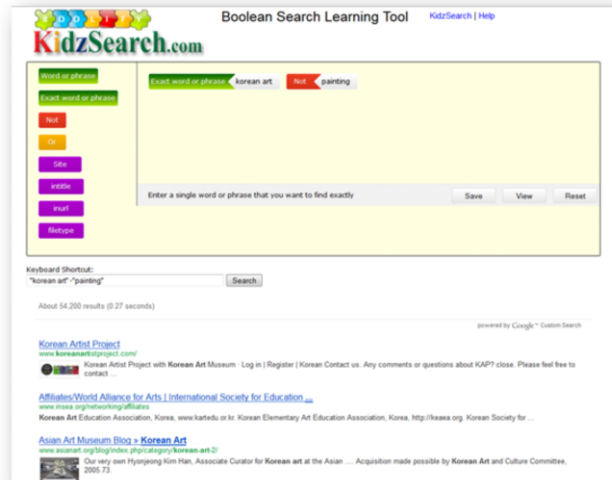 BOOLIFY
KidzSearch.com
Boolean Search Learning Tool
KidzSearch | Help
Word or phrase
Exact word or phrase
Not
Or
Site
intitle
inurl
filetype
Exact word or phrase korean art Not painting
Enter a single word or phrase that you want to find exactly
Save View Reset
Keyboard Shortcut:
"korean art" -"painting"
Search
About 54,200 results (0.27 seconds)
powered by Google™ Custom Search
Korean Artist Project
www.koreanartistproject.com/
Korean Artist Project with Korean Art Museum · Log in | Register | Korean Contact us. Any comments or questions about KAP? close. Please feel free to
contact ...
Affiliates/World Alliance for Arts | International Society for Education ...
www.insea.org/networking/affiliates
Korean Art Education Association, Korea, www.kartedu.or.kr. Korean Elementary Art Education Association, Korea, http://keaea.org. Korean Society for ...
Asian Art Museum Blog » Korean Art
www.asianart.org/blog/index.php/category/korean-art-2/
Our very own Hyonjeong Kim Han, Associate Curator for Korean art at the Asian .... Acquisition made possible by Korean Art and Culture Committee,
2005.73.